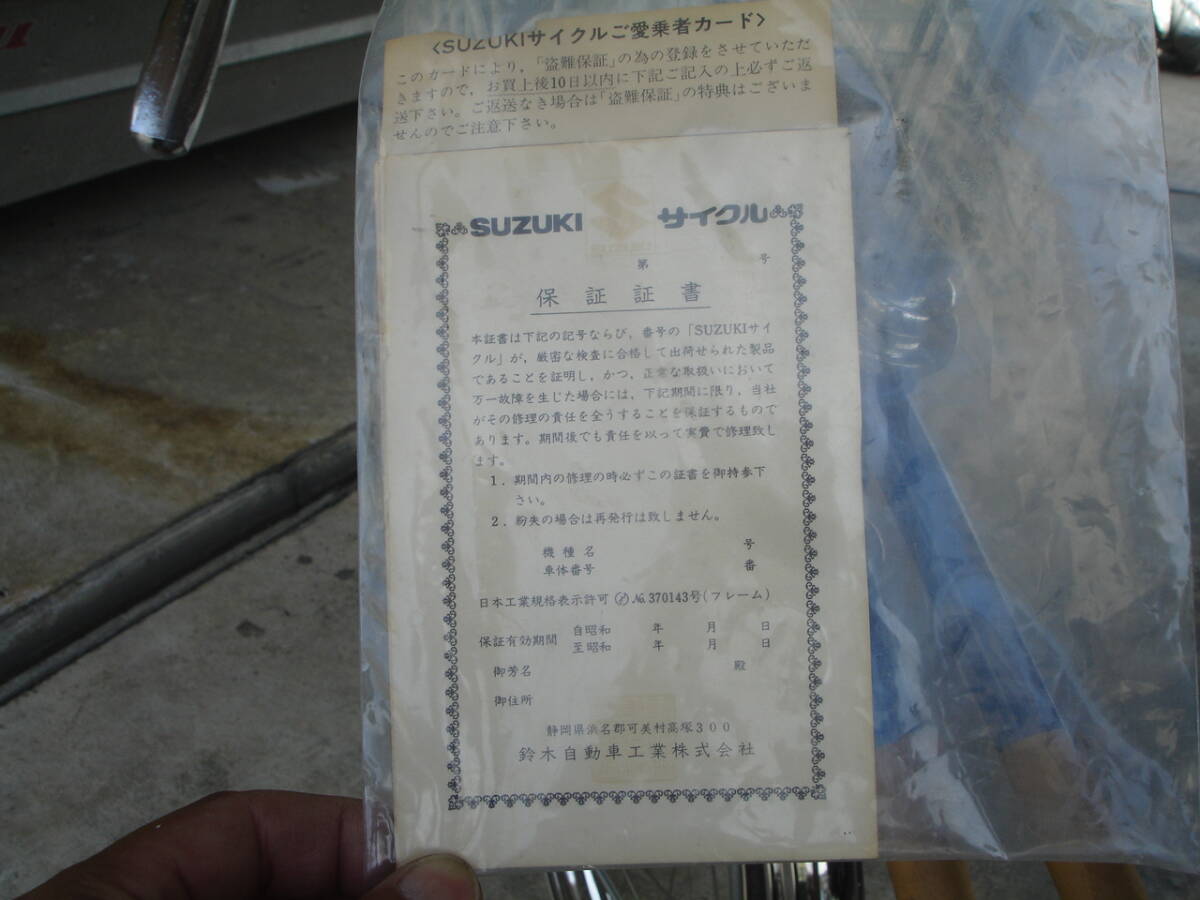 <SUZUKIサイクルご愛乗者カード>
このカードにより,「盗難保証」の為の登録をさせていただ
きますので,お買上後10日以内に下記ご記入の上必ずご返
送下さい。ご返送なき場合は「盗難保証」の特典はございま
せんのでご注意下さい。
SUZUKI サイクル
第 号
保証証書
本証書は下記の記号ならび,番号の「SUZUKIサイ
クル」が,厳密な検査に合格して出荷せられた製品
であることを証明し,かつ,正常な取扱いにおいて
万一故障を生じた場合には,下記期間に限り,当社
がその修理の責任を全うすることを保証するもので
あります。期間後でも責任を以って実費で修理致し
ます。
1.期間内の修理の時必ずこの証書を御持参下
さい。
2.紛失の場合は再発行は致しません。
機種名 号
車体番号 番
日本工業規格表示許可 №370143号(フレーム)
保証有効期間 自昭和 年 月 日
至昭和 年 月 日
御芳名 殿
御住所
静岡県浜名郡可美村高塚300
鈴木自動車工業株式会社